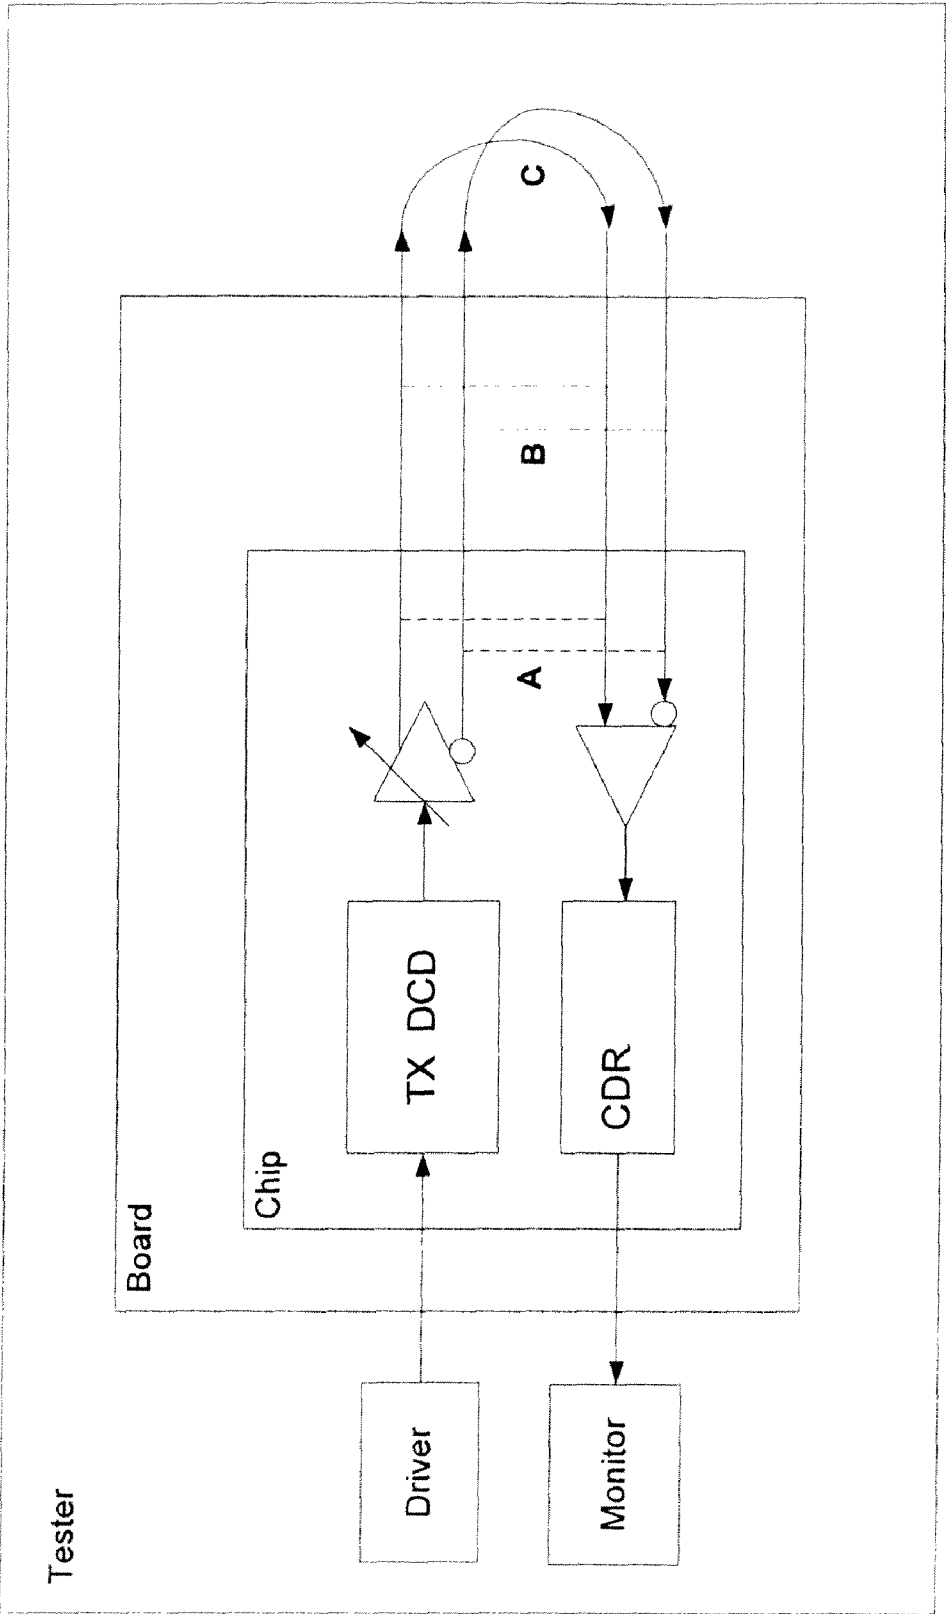 Tester
Board
Chip
Driver
TX DCD
A
B
C
Monitor
CDR